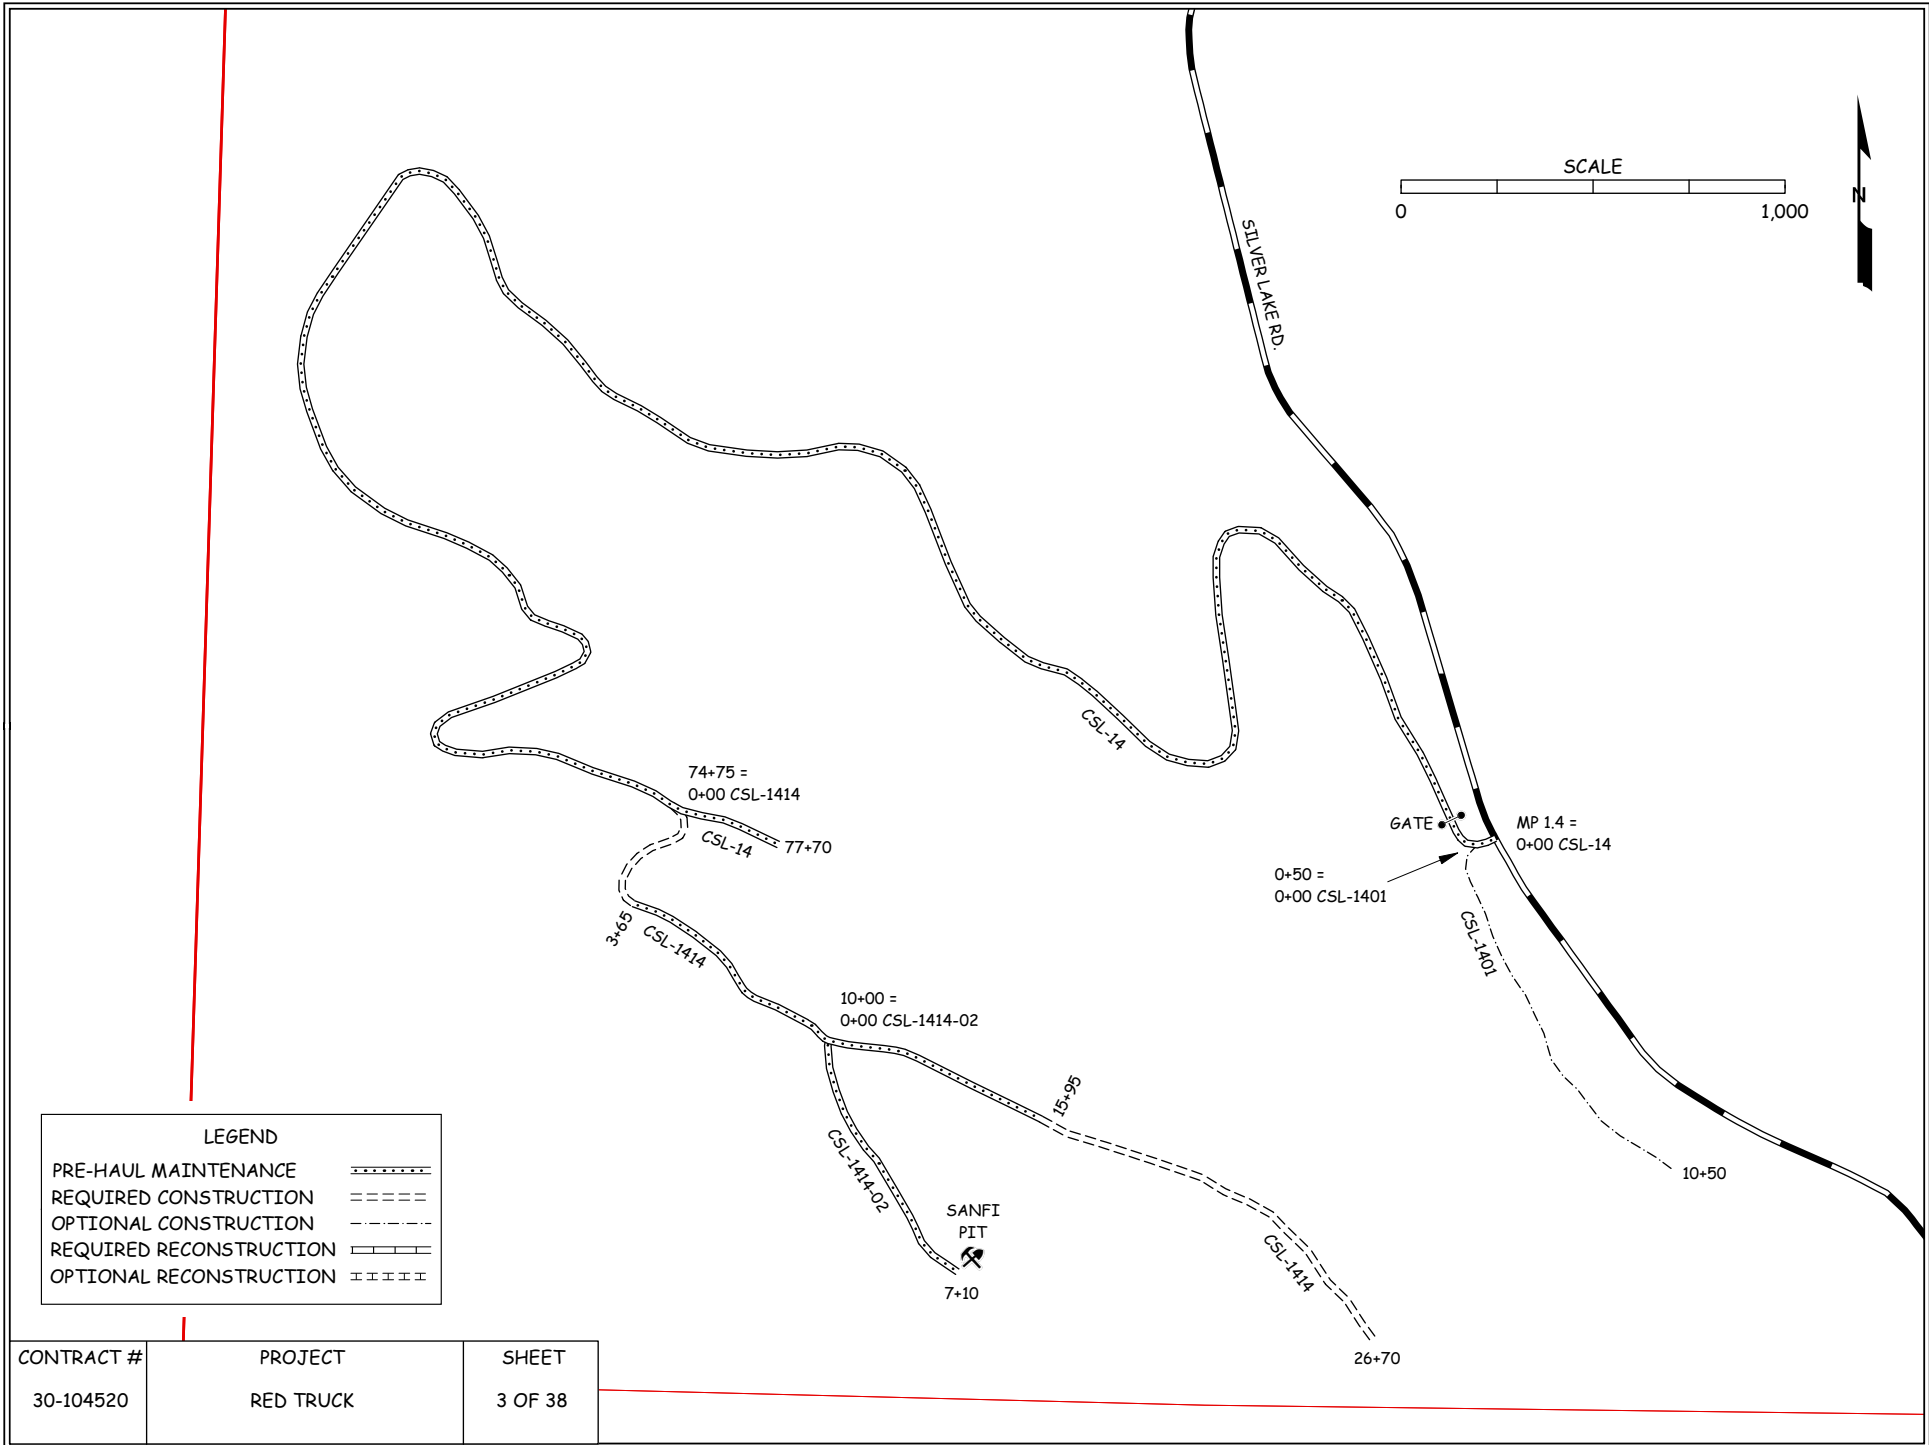 SCALE
0
1,000
N
SILVER LAKE RD.
CSL-14
74+75 =
0+00 CSL-1414
CSL-14
77+70
GATE
MP 1.4 =
0+00 CSL-14
0+50 =
0+00 CSL-1401
CSL-1401
3+65
CSL-1414
10+00 =
0+00 CSL-1414-02
15+95
CSL-1414-02
10+50
SANFI
PIT
7+10
CSL-1414
26+70
LEGEND
PRE-HAUL MAINTENANCE
REQUIRED CONSTRUCTION
OPTIONAL CONSTRUCTION
REQUIRED RECONSTRUCTION
OPTIONAL RECONSTRUCTION
CONTRACT #
30-104520
PROJECT
RED TRUCK
SHEET
3 OF 38